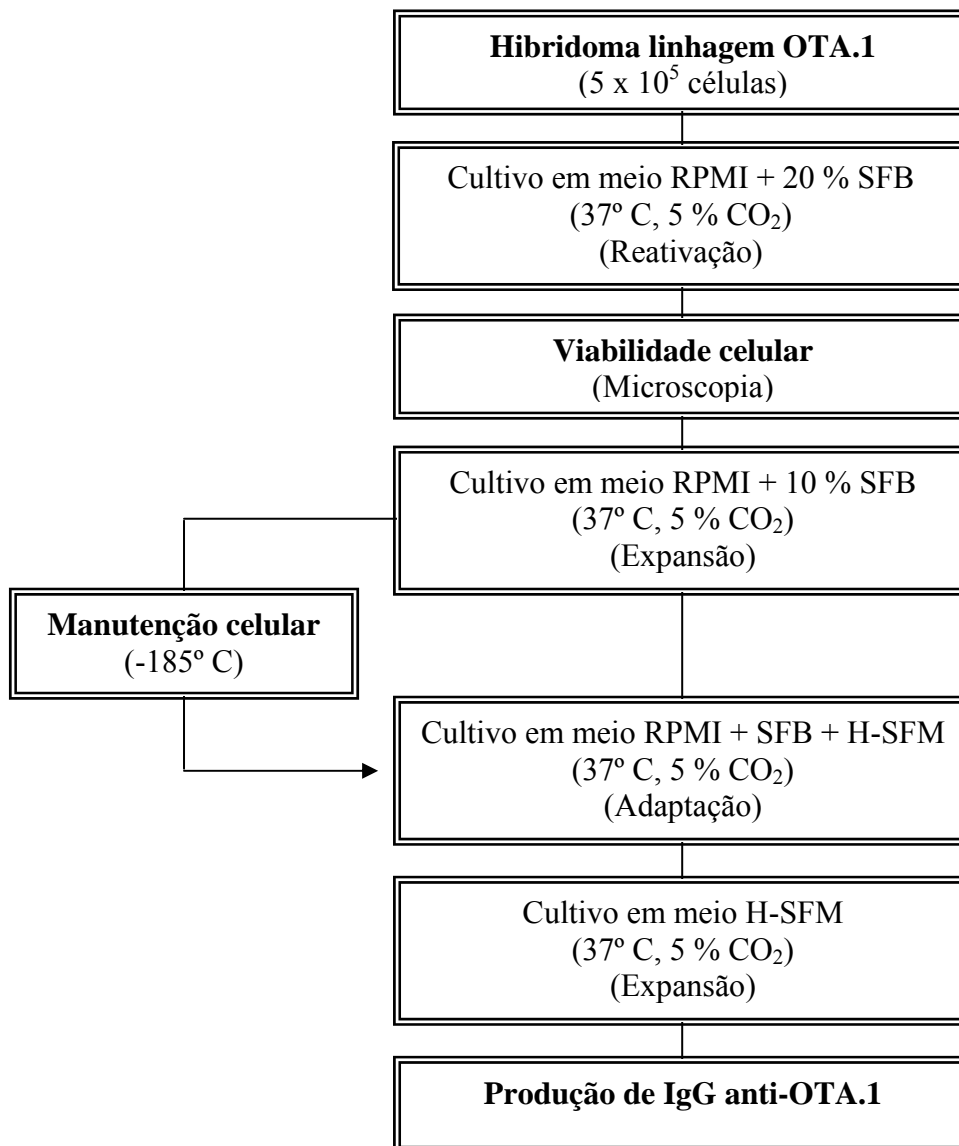 Hibridoma linhagem OTA.1
(5 x 10⁵ células)
Cultivo em meio RPMI + 20 % SFB
(37º C, 5 % CO₂)
(Reativação)
Viabilidade celular
(Microscopia)
Cultivo em meio RPMI + 10 % SFB
(37º C, 5 % CO₂)
(Expansão)
Manutenção celular
(-185º C)
Cultivo em meio RPMI + SFB + H-SFM
(37º C, 5 % CO₂)
(Adaptação)
Cultivo em meio H-SFM
(37º C, 5 % CO₂)
(Expansão)
Produção de IgG anti-OTA.1